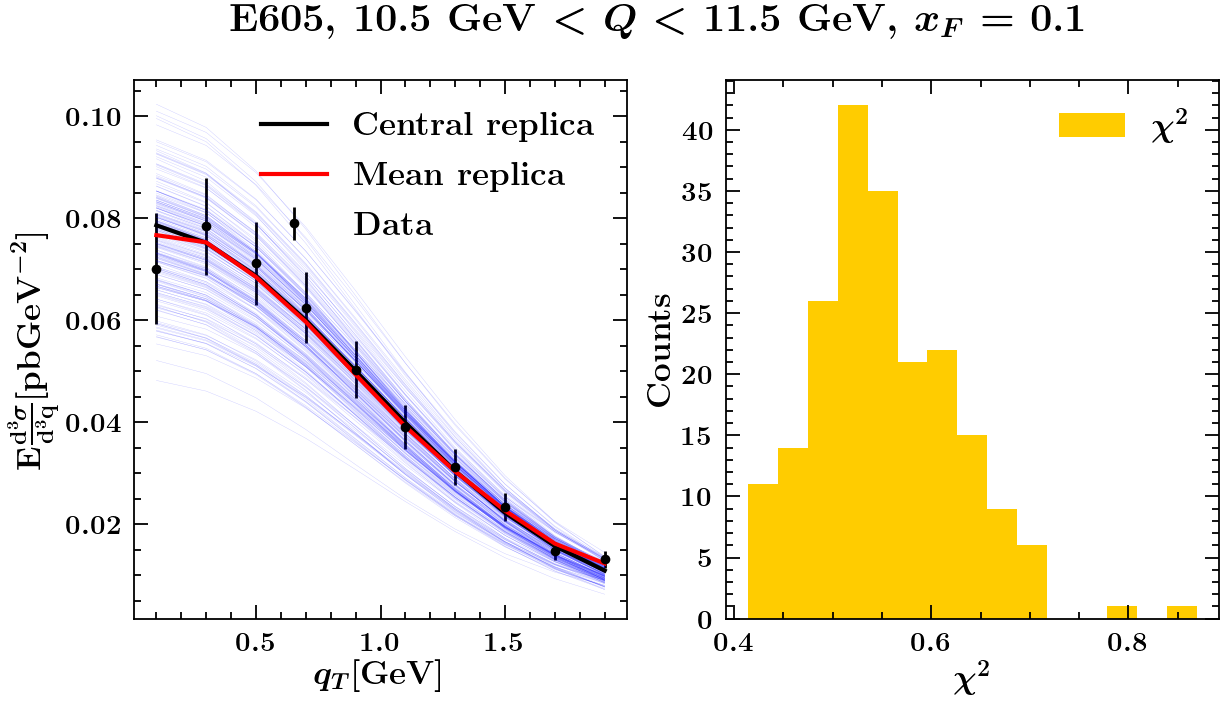 E605, 10.5 GeV < Q < 11.5 GeV, x_F = 0.1
E d³σ/d³q [pbGeV⁻²]
0.10
0.08
0.06
0.04
0.02
Central replica
Mean replica
Data
0.5 1.0 1.5
q_T[GeV]
Counts
40
35
30
25
20
15
10
5
0
χ²
0.4 0.6 0.8
χ²